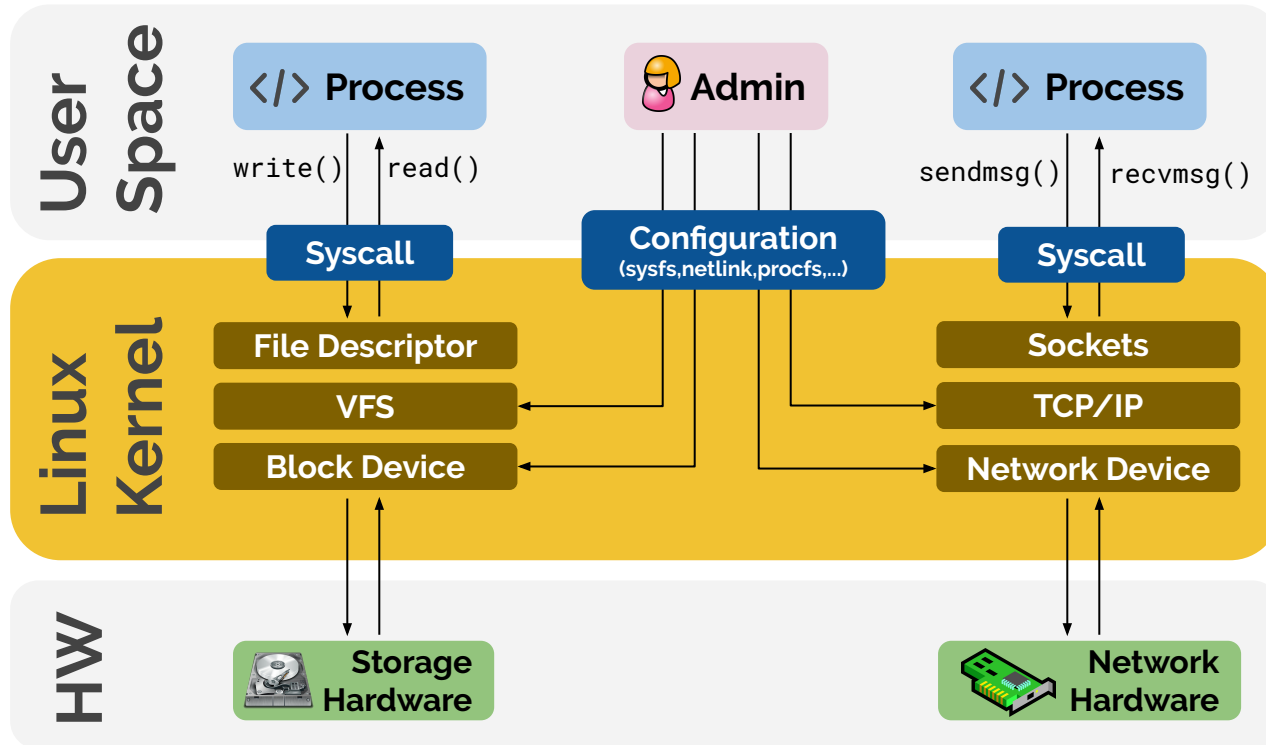 User
Space
</> Process
Admin
</> Process
write()
read()
sendmsg()
recvmsg()
Syscall
Configuration
(sysfs,netlink,procfs,...)
Syscall
Linux
Kernel
File Descriptor
VFS
Block Device
Sockets
TCP/IP
Network Device
HW
Storage
Hardware
Network
Hardware